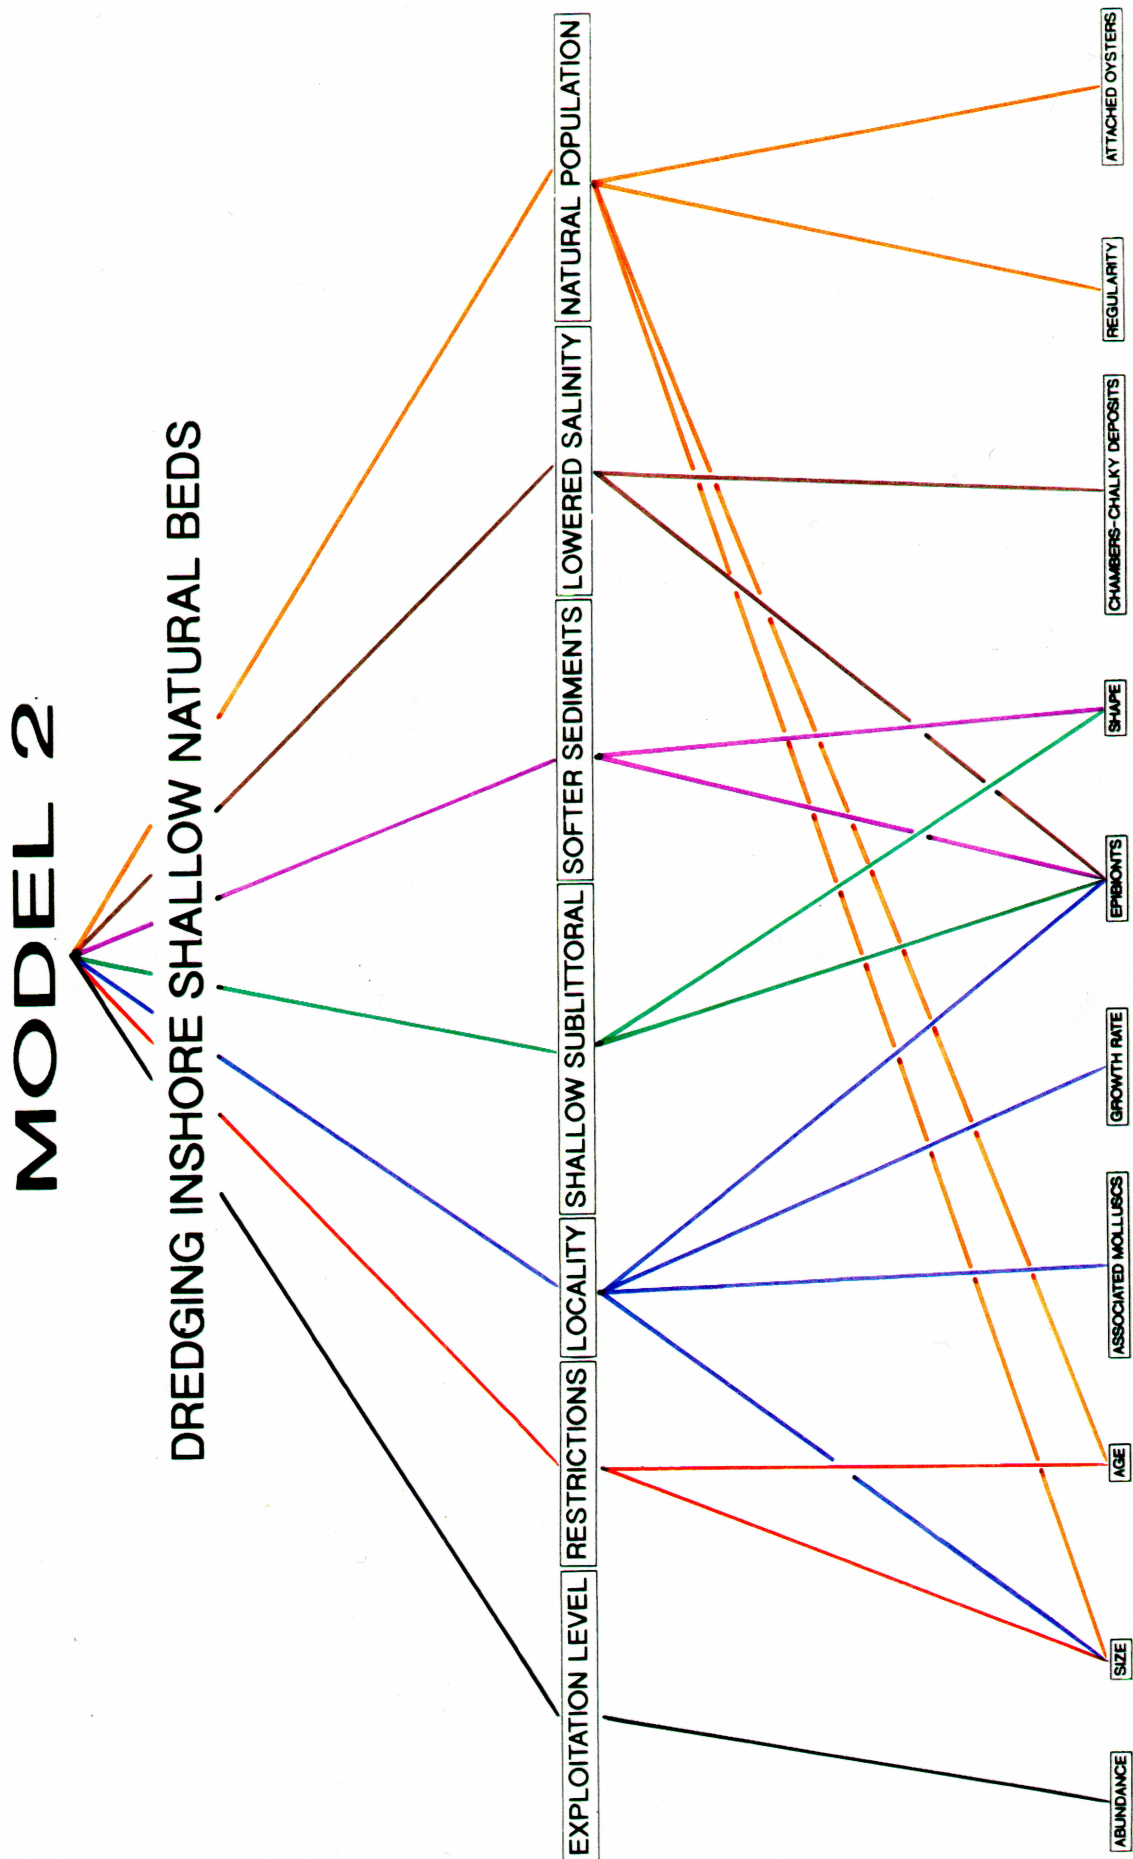 MODEL 2
DREDGING INSHORE SHALLOW NATURAL BEDS
EXPLOITATION LEVEL
RESTRICTIONS
LOCALITY
SHALLOW SUBLITTORAL
SOFTER SEDIMENTS
LOWERED SALINITY
NATURAL POPULATION
ABUNDANCE
SIZE
AGE
ASSOCIATED MOLLUSCS
GROWTH RATE
EPIBIONTS
SHAPE
CHAMBERS-CHALKY DEPOSITS
REGULARITY
ATTACHED OYSTERS